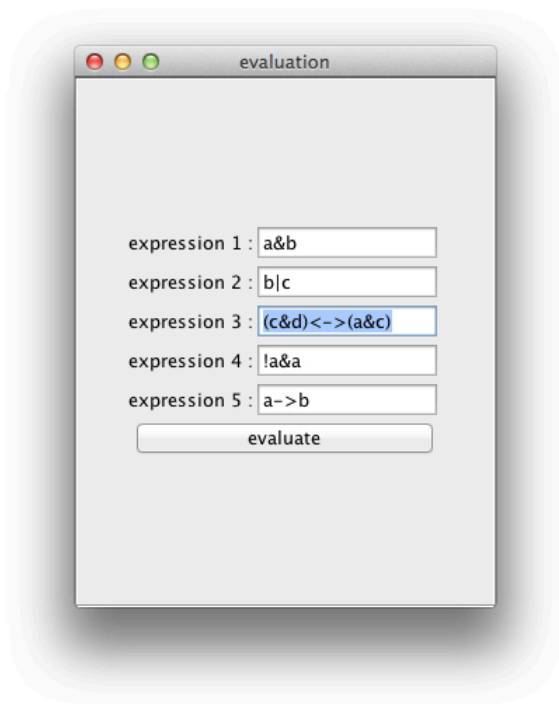 evaluation
expression 1 : a&b
expression 2 : b|c
expression 3 : (c&d)<->(a&c)
expression 4 : !a&a
expression 5 : a->b
evaluate